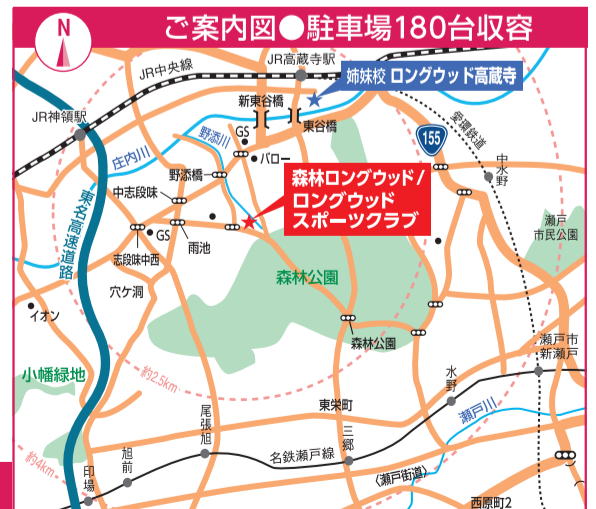 ご案内図●駐車場180台収容
N
JR中央線
JR高蔵寺駅
姉妹校 ロングウッド高蔵寺
JR神領駅
新東谷橋
東谷橋
野添川
GS
バロー
155
愛環鉄道
中水野
庄内川
野添橋
中志段味
森林ロングウッド/
ロングウッド
スポーツクラブ
東名高速道路
GS
志段味中西
雨池
瀬戸
市民公園
穴ケ洞
森林公園
イオン
森林公園
瀬戸市
新瀬戸
小幡緑地
約2.5km
水野
東栄町
瀬戸川
尾張旭
三郷
旭前
名鉄瀬戸線
約4km
印場
〈瀬戸街道〉
西原町2